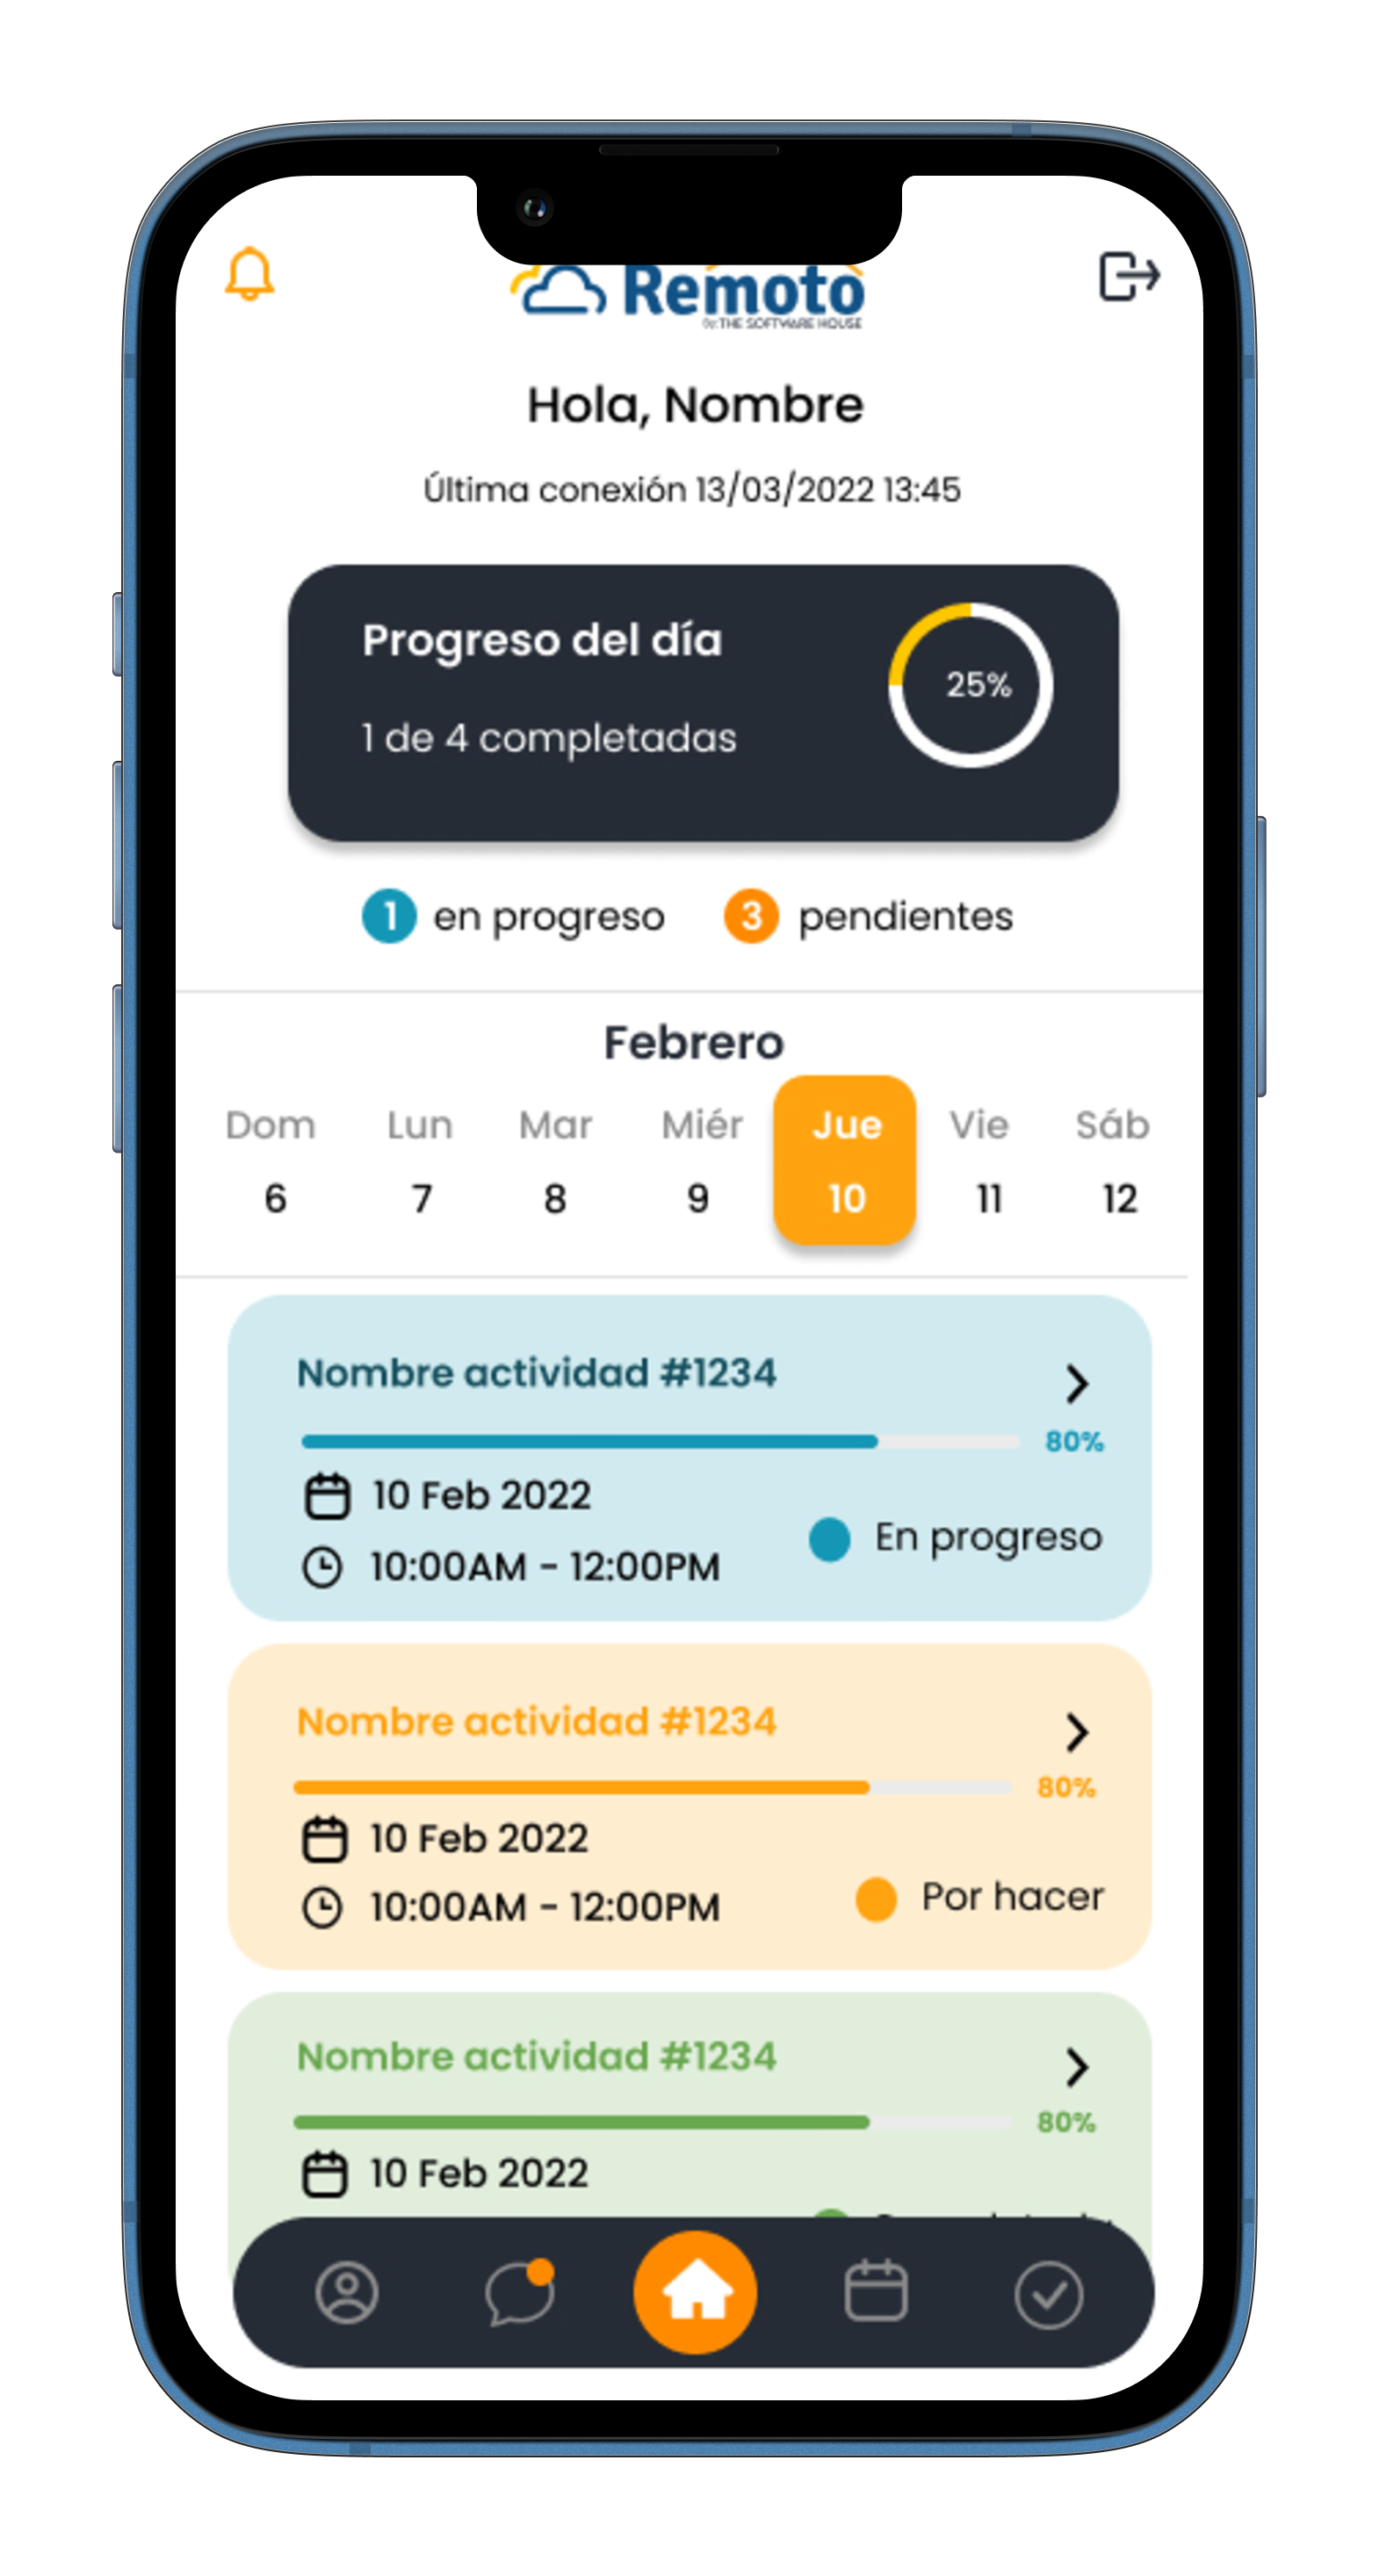 Remoto
by: THE SOFTWARE HOUSE
Hola, Nombre
Última conexión 13/03/2022 13:45
Progreso del día
25%
1 de 4 completadas
1 en progreso 3 pendientes
Febrero
Dom Lun Mar Miér Jue Vie Sáb
6 7 8 9 10 11 12
Nombre actividad #1234
80%
10 Feb 2022
En progreso
10:00AM - 12:00PM
Nombre actividad #1234
80%
10 Feb 2022
Por hacer
10:00AM - 12:00PM
Nombre actividad #1234
80%
10 Feb 2022